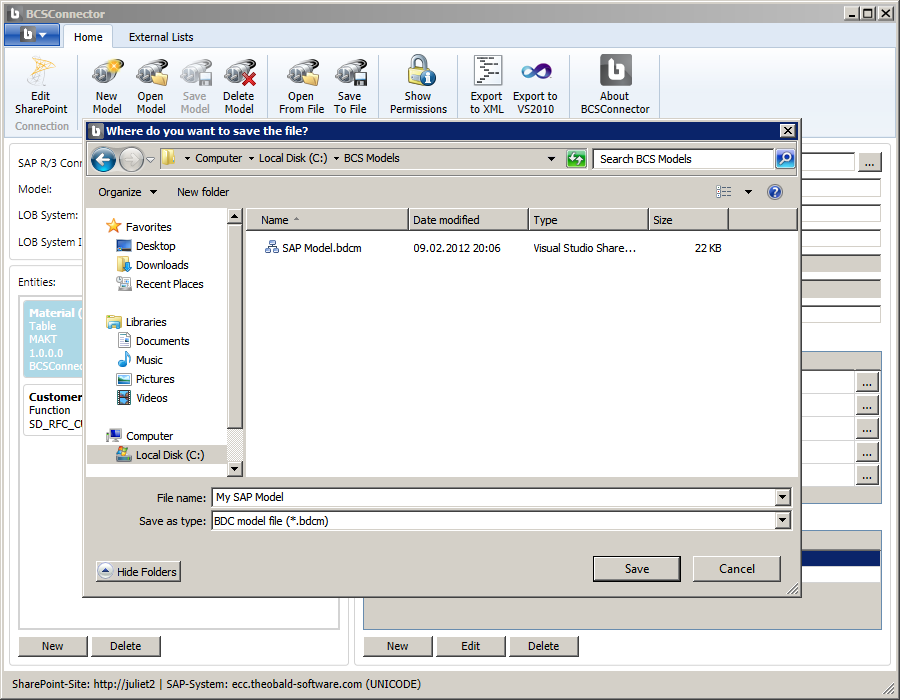 BCSConnector
Home External Lists
Edit SharePoint
New Model
Open Model
Save Model
Delete Model
Open From File
Save To File
Show Permissions
Export to XML
Export to VS2010
About BCSConnector
Connection
Where do you want to save the file?
Computer Local Disk (C:) BCS Models
Search BCS Models
Organize New folder
Name Date modified Type Size
SAP Model.bdcm 09.02.2012 20:06 Visual Studio Share... 22 KB
Favorites
Desktop
Downloads
Recent Places
Libraries
Documents
Music
Pictures
Videos
Computer
Local Disk (C:)
File name: My SAP Model
Save as type: BDC model file (*.bdcm)
Hide Folders Save Cancel
SAP R/3 Conn
Model:
LOB System:
LOB System I
...
Entities:
Material (
Table
MAKT
1.0.0.0
BCSConnec
Customer
Function
SD_RFC_CU
...
...
...
...
...
New Delete
New Edit Delete
SharePoint-Site: http://juliet2 | SAP-System: ecc.theobald-software.com (UNICODE)